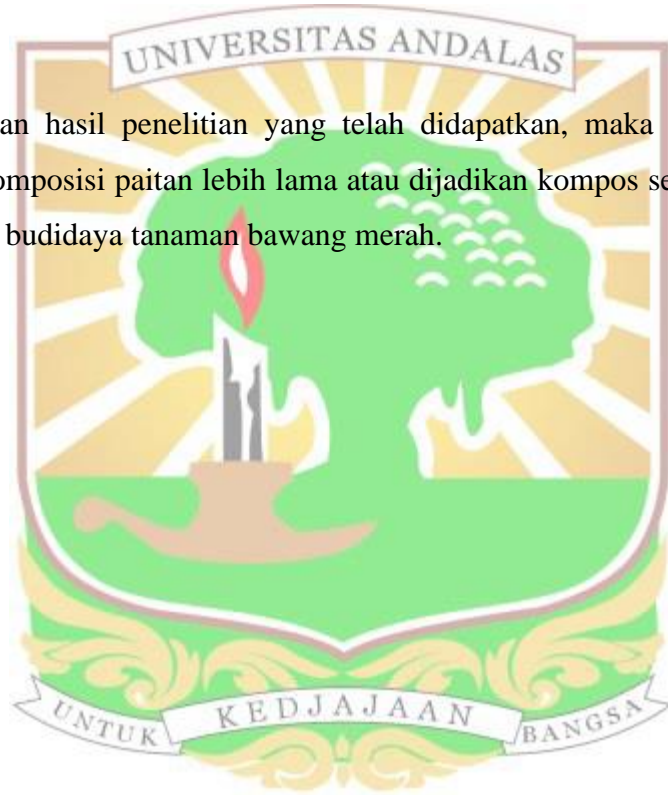 UNIVERSITAS ANDALAS
an hasil penelitian yang telah didapatkan, maka
omposisi paitan lebih lama atau dijadikan kompos se
budidaya tanaman bawang merah.
UNTUK KEDJAJAAN BANGSA